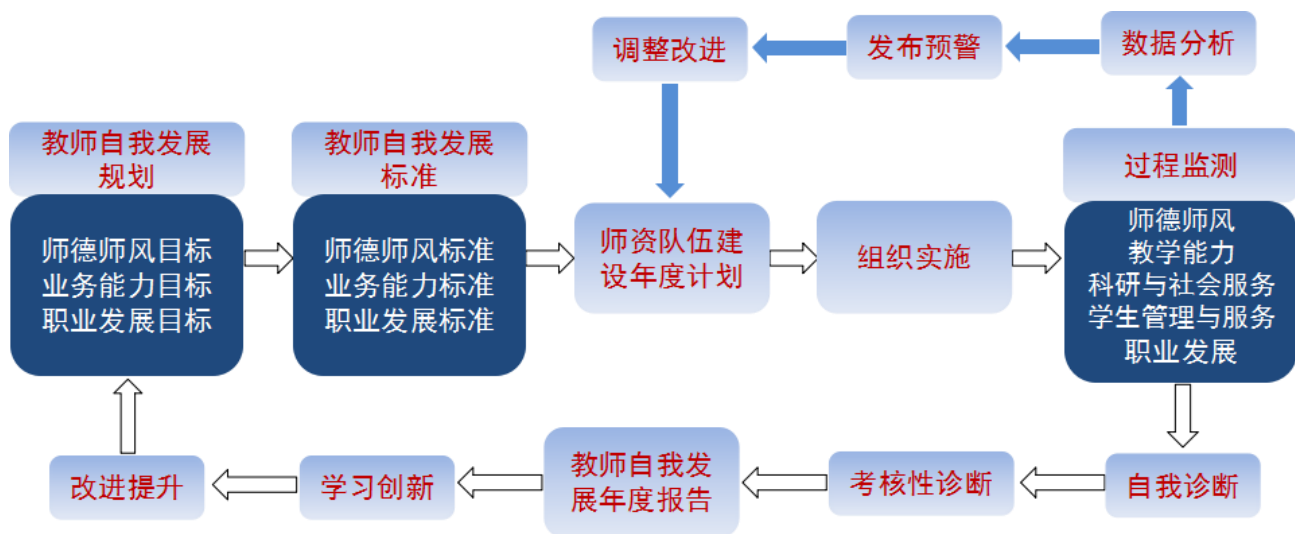 调整改进
发布预警
数据分析
教师自我发展
规划
教师自我发展
标准
过程监测
师德师风目标
业务能力目标
职业发展目标
师德师风标准
业务能力标准
职业发展标准
师资队伍建
设年度计划
组织实施
师德师风
教学能力
科研与社会服务
学生管理与服务
职业发展
改进提升
学习创新
教师自我发
展年度报告
考核性诊断
自我诊断